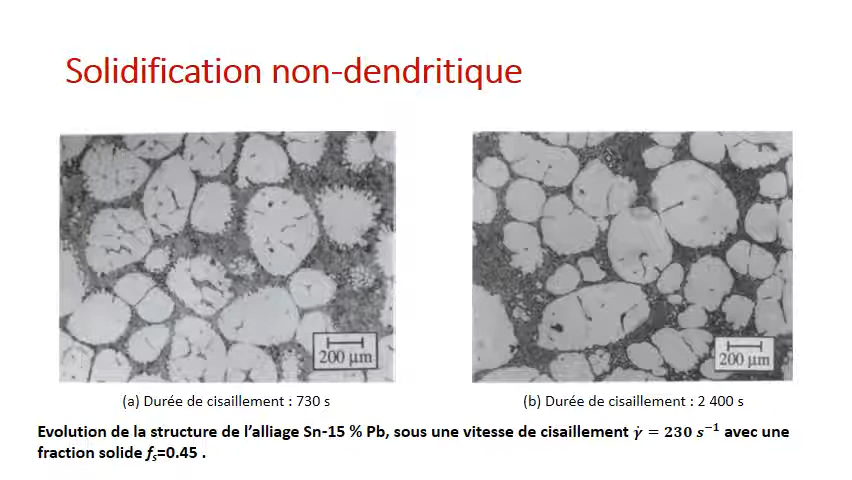 Solidification non-dendritique
200 µm
200 µm
(a) Durée de cisaillement : 730 s
(b) Durée de cisaillement : 2 400 s
Evolution de la structure de l'alliage Sn-15 % Pb, sous une vitesse de cisaillement γ̇ = 230 s⁻¹ avec une
fraction solide fₛ=0.45 .